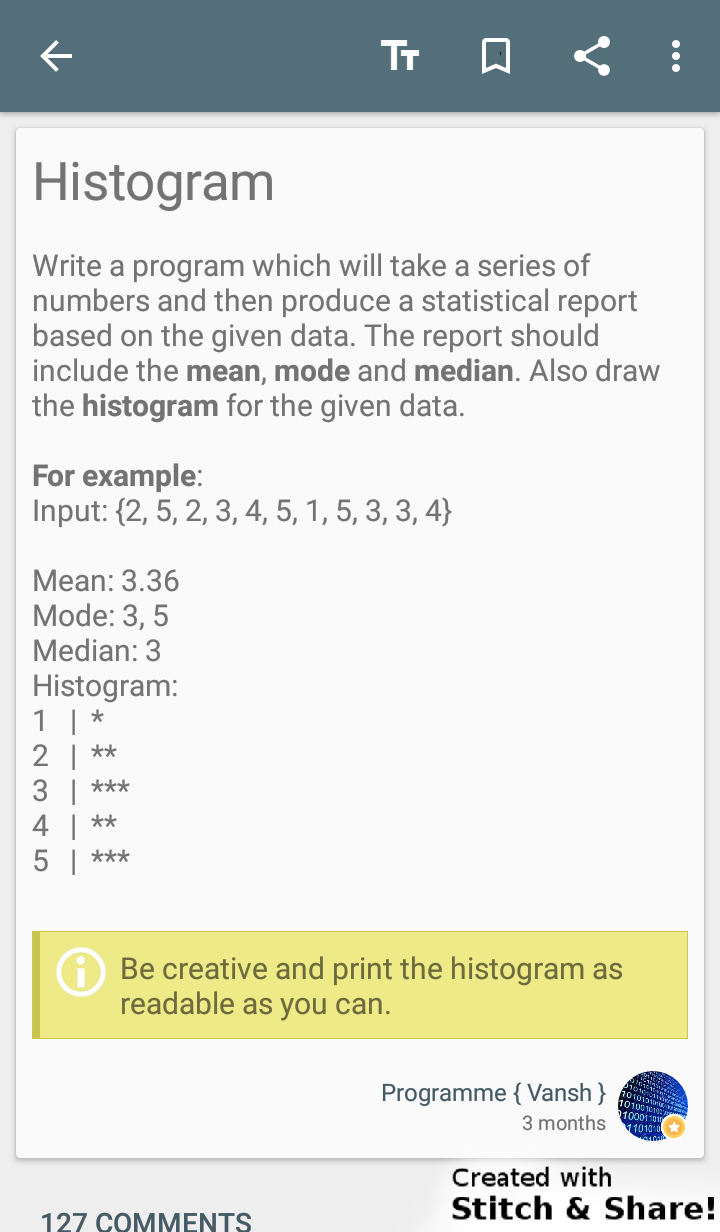 Histogram
Write a program which will take a series of
numbers and then produce a statistical report
based on the given data. The report should
include the mean, mode and median. Also draw
the histogram for the given data.
For example:
Input: {2, 5, 2, 3, 4, 5, 1, 5, 3, 3, 4}
Mean: 3.36
Mode: 3, 5
Median: 3
Histogram:
1 | *
2 | **
3 | ***
4 | **
5 | ***
Be creative and print the histogram as
readable as you can.
Programme { Vansh }
3 months
127 COMMENTS
Created with
Stitch & Share!